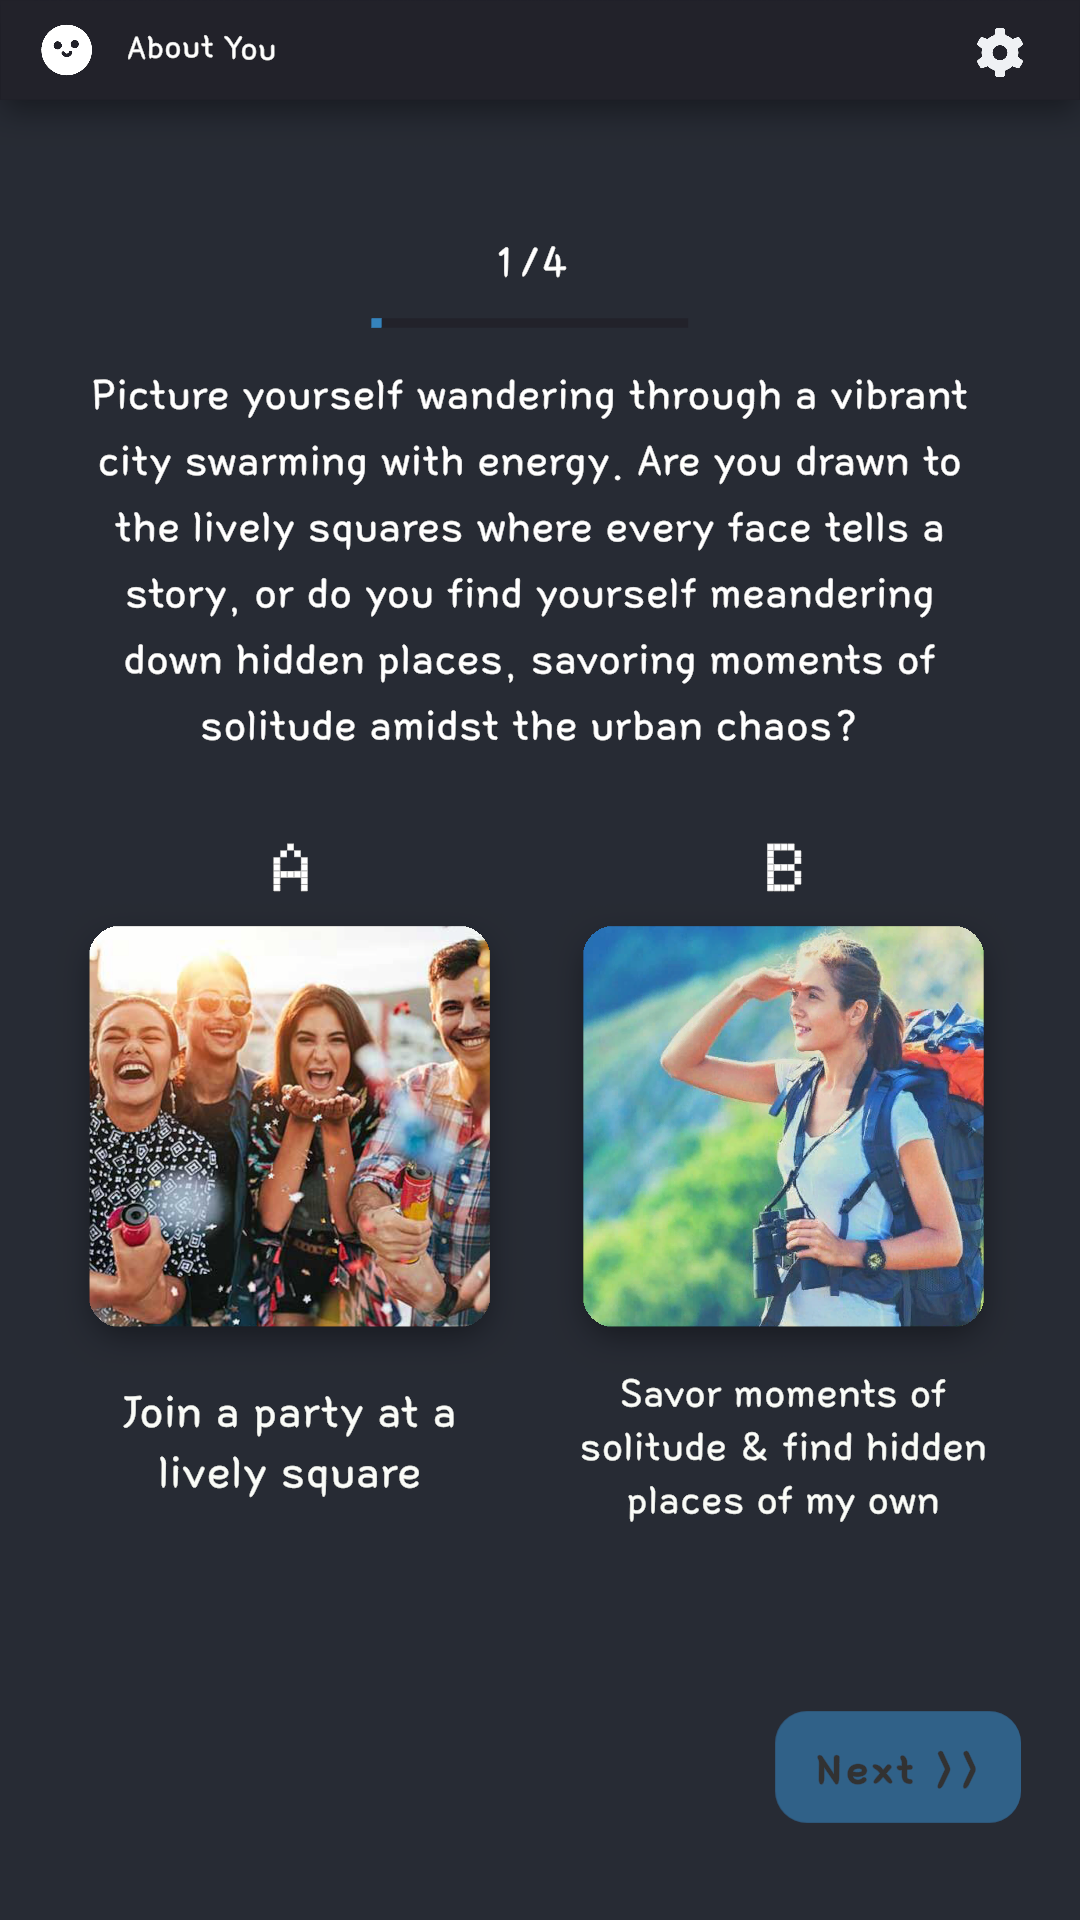 About You
1/4
Picture yourself wandering through a vibrant
city swarming with energy. Are you drawn to
the lively squares where every face tells a
story, or do you find yourself meandering
down hidden places, savoring moments of
solitude amidst the urban chaos?
A
B
Join a party at a
lively square
Savor moments of
solitude & find hidden
places of my own
Next ⟩⟩